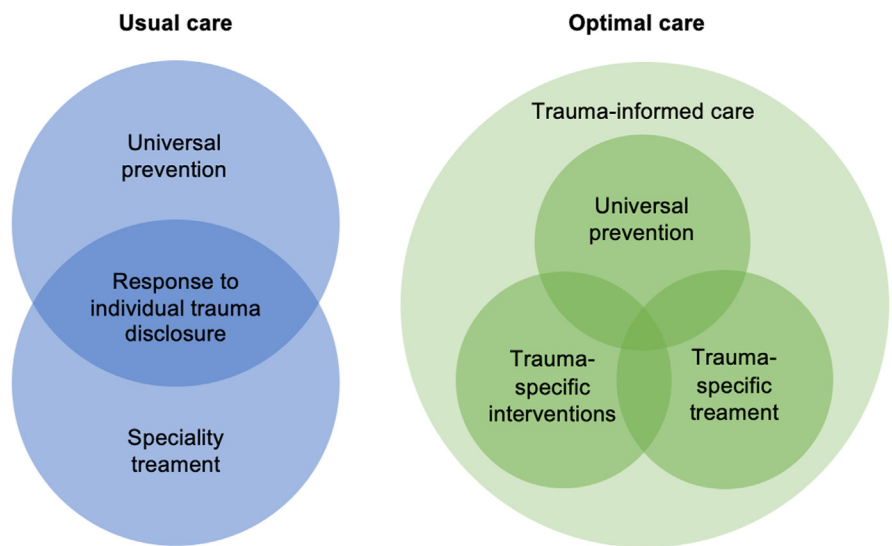 Usual care
Optimal care
Universal
prevention
Response to
individual trauma
disclosure
Speciality
treament
Trauma-informed care
Universal
prevention
Trauma-
specific
interventions
Trauma-
specific
treament